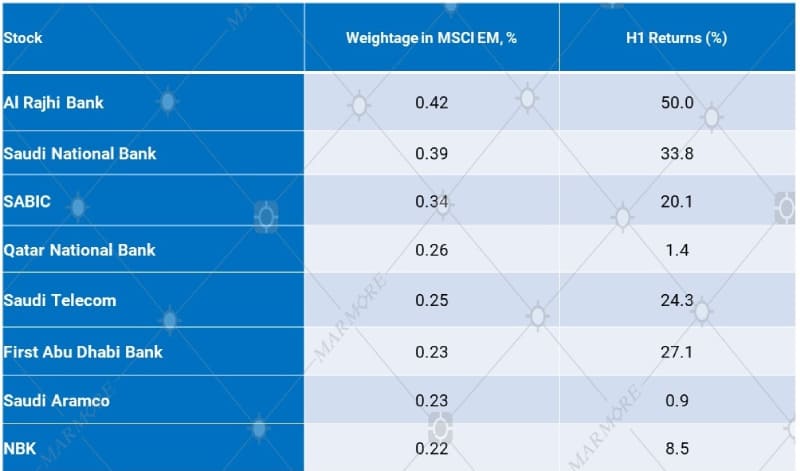 Stock Weightage in MSCI EM, % H1 Returns (%)
Al Rajhi Bank 0.42 50.0
Saudi National Bank 0.39 33.8
SABIC 0.34 20.1
Qatar National Bank 0.26 1.4
Saudi Telecom 0.25 24.3
First Abu Dhabi Bank 0.23 27.1
Saudi Aramco 0.23 0.9
NBK 0.22 8.5
MARMORE
MARMORE